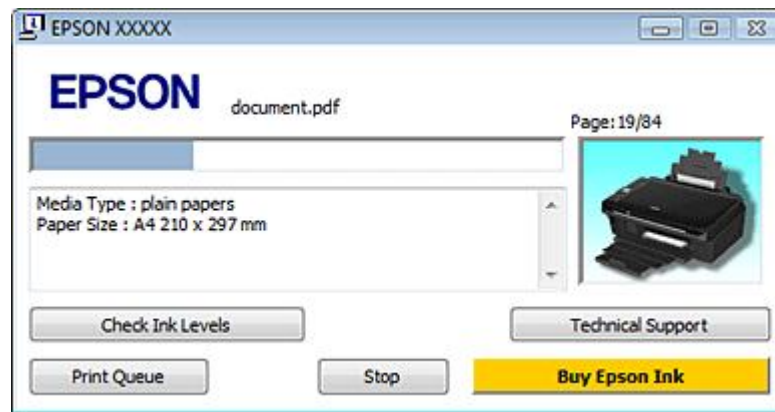 EPSON XXXXX
EPSON document.pdf
Page:19/84
Media Type : plain papers
Paper Size : A4 210 x 297 mm
Check Ink Levels
Technical Support
Print Queue
Stop
Buy Epson Ink